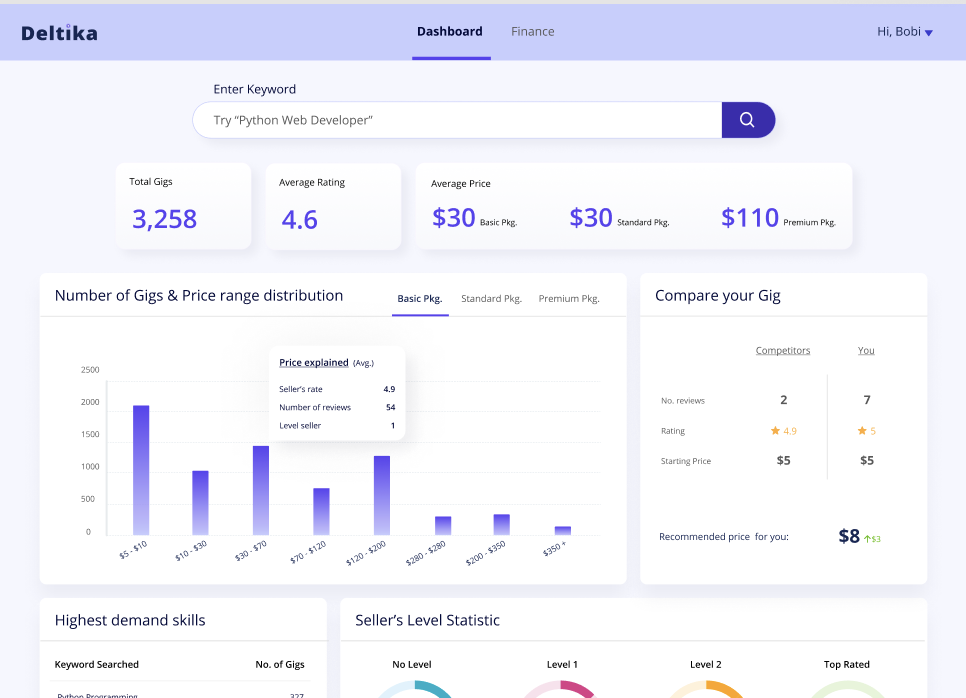 Deltika
Dashboard
Finance
Hi, Bobi
Enter Keyword
Try “Python Web Developer”
Total Gigs
3,258
Average Rating
4.6
Average Price
$30 Basic Pkg.
$30 Standard Pkg.
$110 Premium Pkg.
Number of Gigs & Price range distribution
Basic Pkg.
Standard Pkg.
Premium Pkg.
Price explained (Avg.)
Seller's rate 4.9
Number of reviews 54
Level seller 1
2500
2000
1500
1000
500
0
$5 - $10
$10 - $30
$30 - $70
$70 - $120
$120 - $200
$280 - $280
$200 - $350
$350 +
Compare your Gig
Competitors You
No. reviews 2 7
Rating 4.9 5
Starting Price $5 $5
Recommended price for you: $8 $3
Highest demand skills
Keyword Searched No. of Gigs
Python Programming 327
Seller’s Level Statistic
No Level
Level 1
Level 2
Top Rated